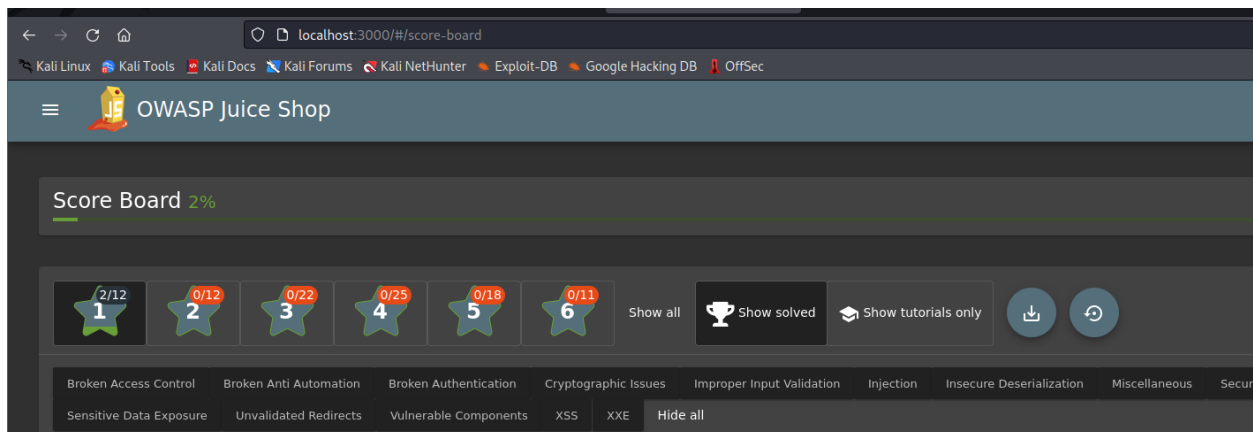 localhost:3000/#/score-board
Kali Linux Kali Tools Kali Docs Kali Forums Kali NetHunter Exploit-DB Google Hacking DB OffSec
JS OWASP Juice Shop
Score Board 2%
2/12 0/12 0/22 0/25 0/18 0/11
1 2 3 4 5 6 Show all Show solved Show tutorials only
Broken Access Control Broken Anti Automation Broken Authentication Cryptographic Issues Improper Input Validation Injection Insecure Deserialization Miscellaneous Secur
Sensitive Data Exposure Unvalidated Redirects Vulnerable Components XSS XXE Hide all